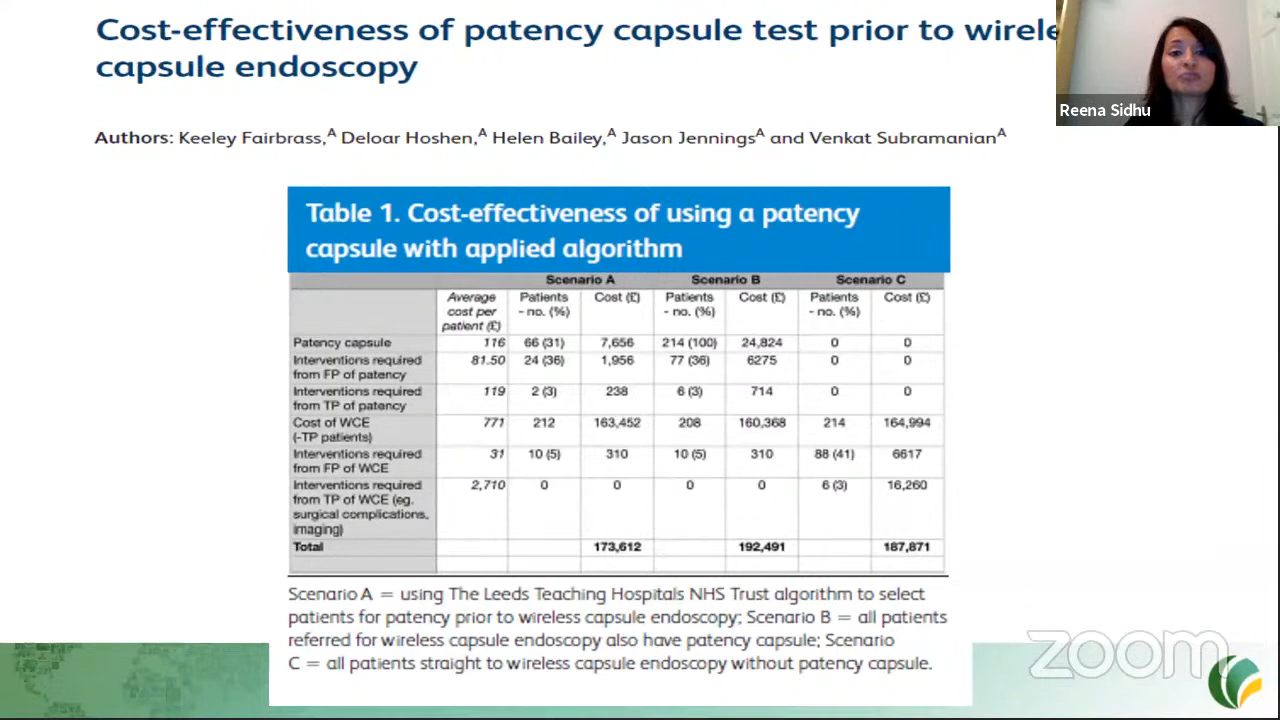 Cost-effectiveness of patency capsule test prior to
capsule endoscopy
Reena Sidhu
Authors: Keeley Fairbrass,A Deloar Hoshen,A Helen Bailey,A Jason JenningsA and Venkat SubramanianA
Table 1. Cost-effectiveness of using a patency
capsule with applied algorithm
Scenario A Scenario B Scenario C
Average cost per patient (£) Patients - no. (%) Cost (£) Patients - no. (%) Cost (£) Patients - no. (%) Cost (£)
Patency capsule 116 66 (31) 7,656 214 (100) 24,824 0 0
Interventions required from FP of patency 81.50 24 (36) 1,956 77 (36) 6275 0 0
Interventions required from TP of patency 119 2 (3) 238 6 (3) 714 0 0
Cost of WCE (-TP patients) 771 212 163,452 208 160,368 214 164,994
Interventions required from FP of WCE 31 10 (5) 310 10 (5) 310 88 (41) 6617
Interventions required from TP of WCE (eg. surgical complications, imaging) 2,710 0 0 0 0 6 (3) 16,260
Total 173,612 192,491 187,871
Scenario A = using The Leeds Teaching Hospitals NHS Trust algorithm to select
patients for patency prior to wireless capsule endoscopy; Scenario B = all patients
referred for wireless capsule endoscopy also have patency capsule; Scenario
C = all patients straight to wireless capsule endoscopy without patency capsule.
zoom